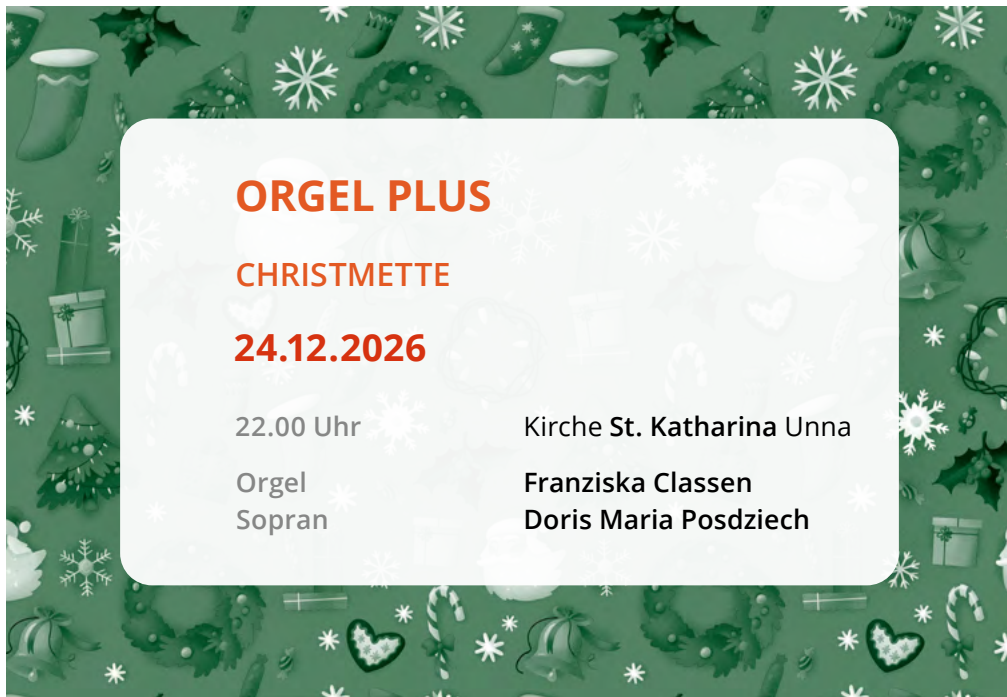 ORGEL PLUS
CHRISTMETTE
24.12.2026
22.00 Uhr Kirche St. Katharina Unna
Orgel Franziska Classen
Sopran Doris Maria Posdziech